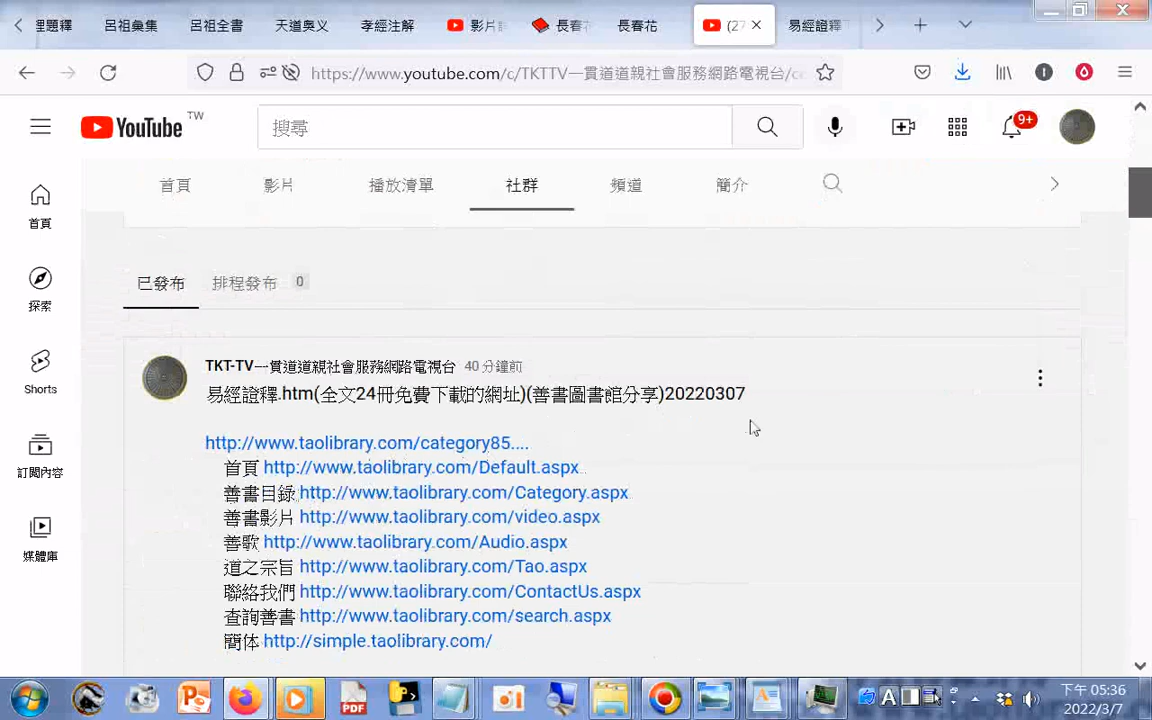 里題釋 呂祖彙集 呂祖全書 天道奧义 孝經注解 影片 長春花 長春花 (27 易經證釋
https://www.youtube.com/c/TKTTV一貫道道親社會服務網路電視台/co
YouTube TW 搜尋 9+
首頁 影片 播放清單 社群 頻道 簡介
首頁
探索
Shorts
訂閱內容
媒體庫
已發布 排程發布 0
TKT-TV一貫道道親社會服務網路電視台 40 分鐘前
易經證釋.htm(全文24冊免費下載的網址)(善書圖書館分享)20220307
http://www.taolibrary.com/category85....
首頁 http://www.taolibrary.com/Default.aspx
善書目錄 http://www.taolibrary.com/Category.aspx
善書影片 http://www.taolibrary.com/video.aspx
善歌 http://www.taolibrary.com/Audio.aspx
道之宗旨 http://www.taolibrary.com/Tao.aspx
聯絡我們 http://www.taolibrary.com/ContactUs.aspx
查詢善書 http://www.taolibrary.com/search.aspx
簡体 http://simple.taolibrary.com/
下午 05:36
2022/3/7